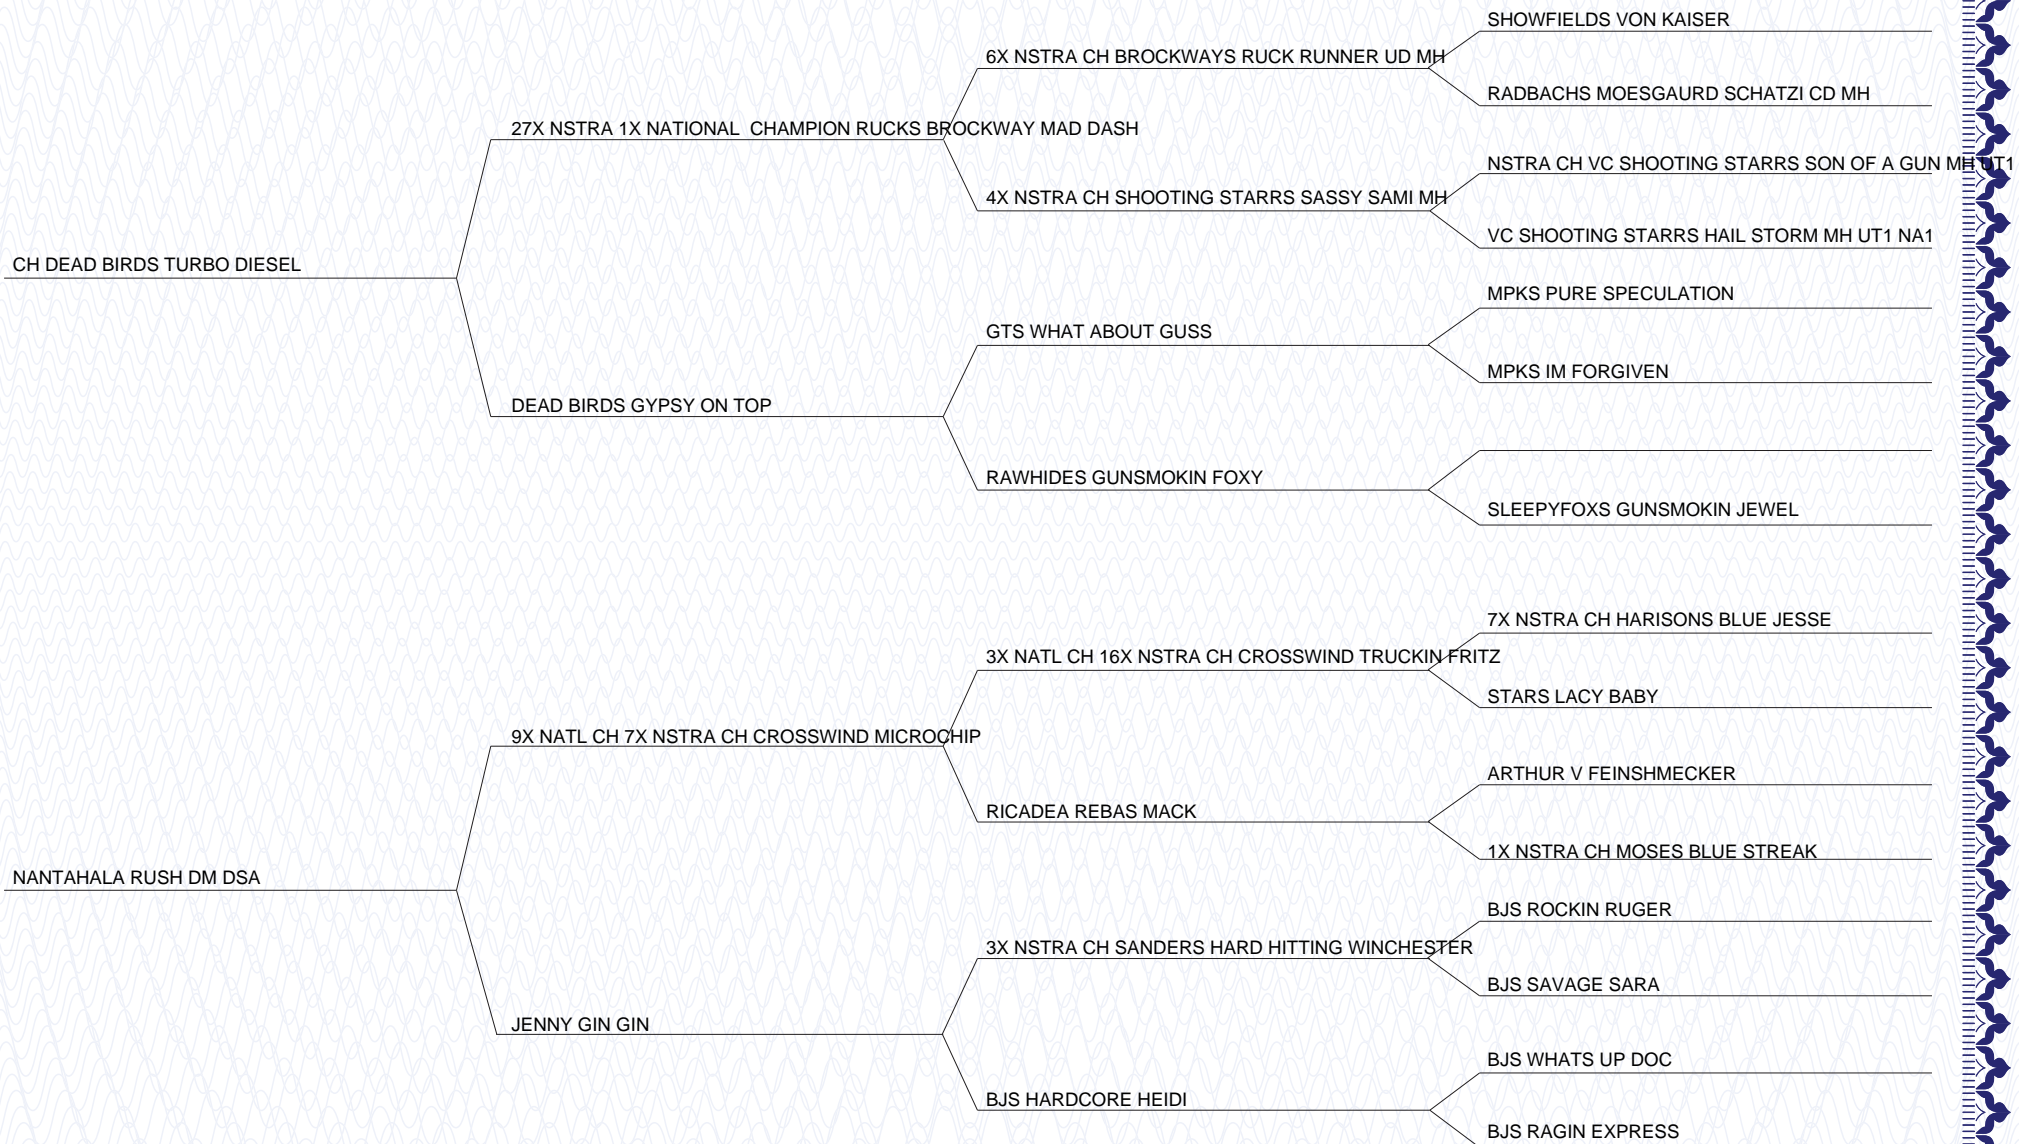 SHOWFIELDS VON KAISER
6X NSTRA CH BROCKWAYS RUCK RUNNER UD MH
RADBACHS MOESGAURD SCHATZI CD MH
27X NSTRA 1X NATIONAL  CHAMPION RUCKS BROCKWAY MAD DASH
NSTRA CH VC SHOOTING STARRS SON OF A GUN MH UT1
4X NSTRA CH SHOOTING STARRS SASSY SAMI MH
VC SHOOTING STARRS HAIL STORM MH UT1 NA1
CH DEAD BIRDS TURBO DIESEL
MPKS PURE SPECULATION
GTS WHAT ABOUT GUSS
MPKS IM FORGIVEN
DEAD BIRDS GYPSY ON TOP
RAWHIDES GUNSMOKIN FOXY
SLEEPYFOXS GUNSMOKIN JEWEL
7X NSTRA CH HARISONS BLUE JESSE
3X NATL CH 16X NSTRA CH CROSSWIND TRUCKIN FRITZ
STARS LACY BABY
9X NATL CH 7X NSTRA CH CROSSWIND MICROCHIP
ARTHUR V FEINSHMECKER
RICADEA REBAS MACK
1X NSTRA CH MOSES BLUE STREAK
NANTAHALA RUSH DM DSA
BJS ROCKIN RUGER
3X NSTRA CH SANDERS HARD HITTING WINCHESTER
BJS SAVAGE SARA
JENNY GIN GIN
BJS WHATS UP DOC
BJS HARDCORE HEIDI
BJS RAGIN EXPRESS